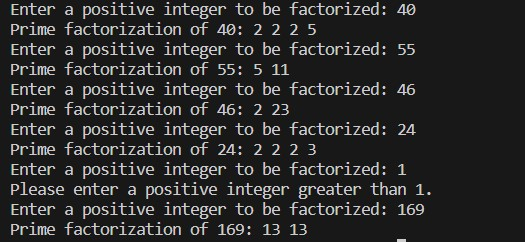 Enter a positive integer to be factorized: 40
Prime factorization of 40: 2 2 2 5
Enter a positive integer to be factorized: 55
Prime factorization of 55: 5 11
Enter a positive integer to be factorized: 46
Prime factorization of 46: 2 23
Enter a positive integer to be factorized: 24
Prime factorization of 24: 2 2 2 3
Enter a positive integer to be factorized: 1
Please enter a positive integer greater than 1.
Enter a positive integer to be factorized: 169
Prime factorization of 169: 13 13